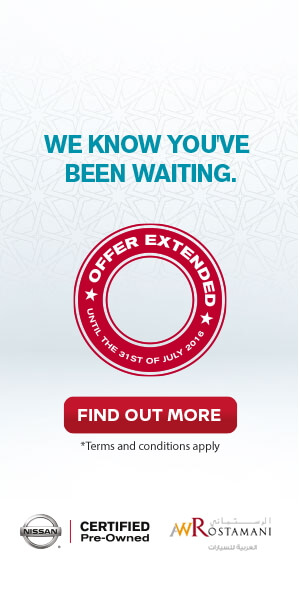 WE KNOW YOU'VE
BEEN WAITING.
OFFER EXTENDED
UNTIL THE 31ST OF JULY 2016
FIND OUT MORE
*Terms and conditions apply
NISSAN
CERTIFIED
Pre-Owned
الرستماني
AWROSTAMANI
العربية للسيارات